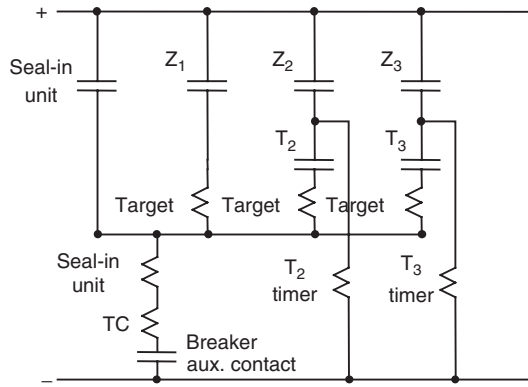 +
Seal-in
unit
Z1
Z2
Z3
T2
T3
Target
Target
Target
Seal-in
unit
TC
Breaker
aux. contact
T2
timer
T3
timer
−